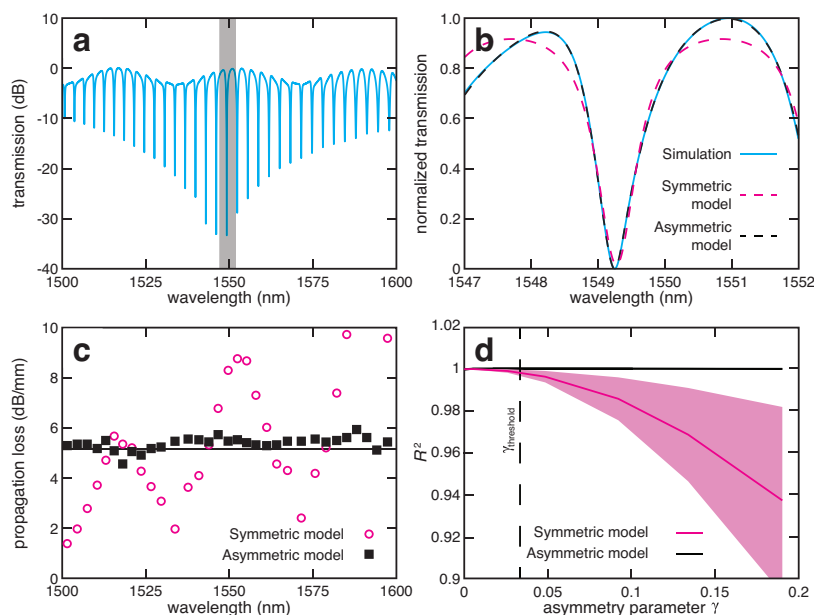 a
10
0
-10
-20
-30
-40
transmission (dB)
1500 1525 1550 1575 1600
wavelength (nm)
b
1.0
0.8
0.6
0.4
0.2
0
normalized transmission
Simulation
Symmetric
model
Asymmetric
model
1547 1548 1549 1550 1551 1552
wavelength (nm)
c
10
8
6
4
2
0
propagation loss (dB/mm)
Symmetric model
Asymmetric model
1500 1525 1550 1575 1600
wavelength (nm)
d
1.02
1
0.98
0.96
0.94
0.92
0.9
R²
γthreshold
Symmetric model
Asymmetric model
0 0.05 0.1 0.15 0.2
asymmetry parameter γ